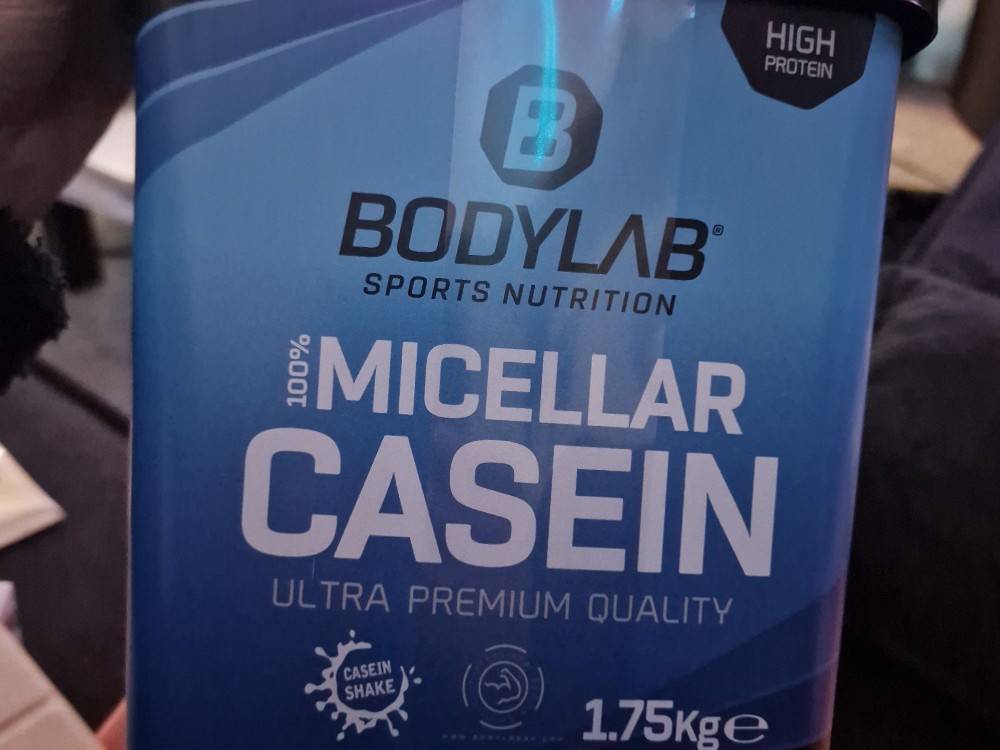 HIGH
PROTEIN
B
BODYLAB®
SPORTS NUTRITION
100% MICELLAR
CASEIN
ULTRA PREMIUM QUALITY
CASEIN
SHAKE
1.75Kg℮